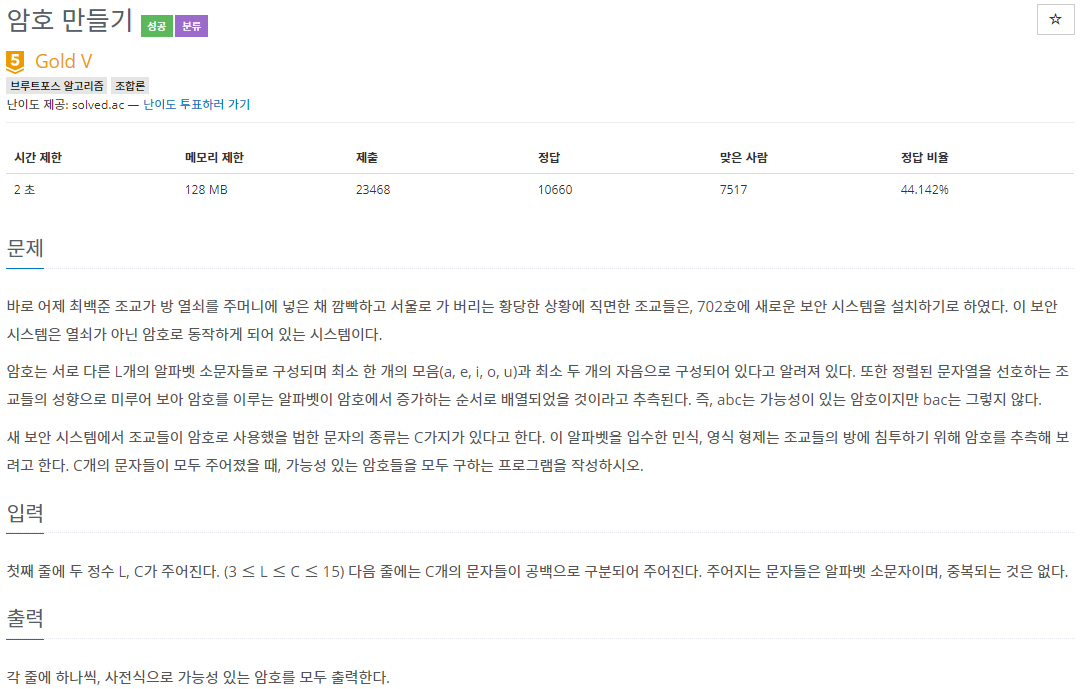 암호 만들기 성공 분류
☆
5 Gold V
브루트포스 알고리즘 조합론
난이도 제공: solved.ac — 난이도 투표하러 가기
시간 제한 메모리 제한 제출 정답 맞은 사람 정답 비율
2 초 128 MB 23468 10660 7517 44.142%
문제
바로 어제 최백준 조교가 방 열쇠를 주머니에 넣은 채 깜빡하고 서울로 가 버리는 황당한 상황에 직면한 조교들은, 702호에 새로운 보안 시스템을 설치하기로 하였다. 이 보안
시스템은 열쇠가 아닌 암호로 동작하게 되어 있는 시스템이다.
암호는 서로 다른 L개의 알파벳 소문자들로 구성되며 최소 한 개의 모음(a, e, i, o, u)과 최소 두 개의 자음으로 구성되어 있다고 알려져 있다. 또한 정렬된 문자열을 선호하는 조
교들의 성향으로 미루어 보아 암호를 이루는 알파벳이 암호에서 증가하는 순서로 배열되었을 것이라고 추측된다. 즉, abc는 가능성이 있는 암호이지만 bac는 그렇지 않다.
새 보안 시스템에서 조교들이 암호로 사용했을 법한 문자의 종류는 C가지가 있다고 한다. 이 알파벳을 입수한 민식, 영식 형제는 조교들의 방에 침투하기 위해 암호를 추측해 보
려고 한다. C개의 문자들이 모두 주어졌을 때, 가능성 있는 암호들을 모두 구하는 프로그램을 작성하시오.
입력
첫째 줄에 두 정수 L, C가 주어진다. (3 ≤ L ≤ C ≤ 15) 다음 줄에는 C개의 문자들이 공백으로 구분되어 주어진다. 주어지는 문자들은 알파벳 소문자이며, 중복되는 것은 없다.
출력
각 줄에 하나씩, 사전식으로 가능성 있는 암호를 모두 출력한다.